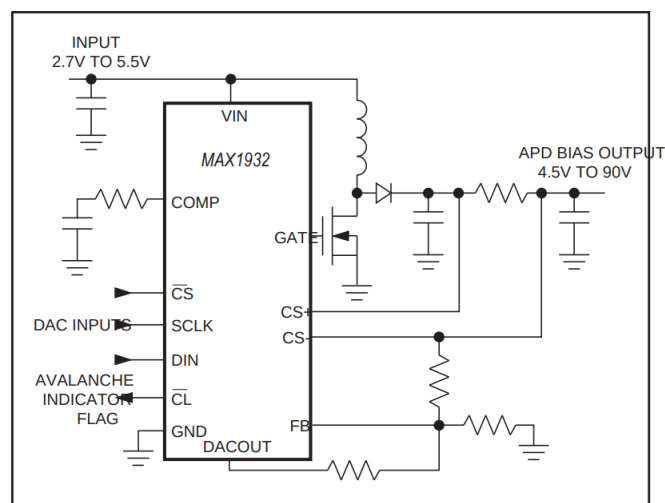 INPUT
2.7V TO 5.5V
VIN
MAX1932
APD BIAS OUTPUT
4.5V TO 90V
COMP
GATE
CS
CS+
DAC INPUTS
SCLK
CS-
DIN
AVALANCHE
INDICATOR
FLAG
CL
GND
FB
DACOUT